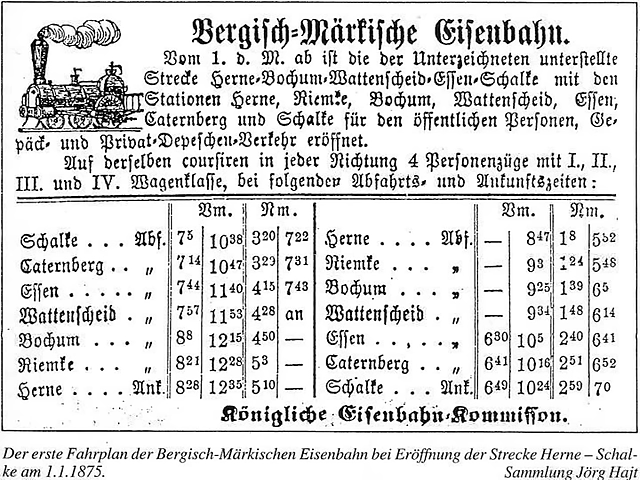 Bergisch-Märkische Eisenbahn.
Vom 1. d. M. ab ist die der Unterzeichneten unterstellte
Strecke Herne-Bochum-Wattenscheid-Essen-Schalke mit den
Stationen Herne, Riemke, Bochum, Wattenscheid, Essen,
Caternberg und Schalke für den öffentlichen Personen, Ge-
päck- und Privat-Depeschen-Verkehr eröffnet.
Auf derselben coursiren in jeder Richtung 4 Personenzüge mit I., II.,
III. und IV. Wagenklasse, bei folgenden Abfahrts- und Ankunftszeiten:
Vm. Nm. Vm. Nm.
Schalke . . . Abf. 7⁵ 10³⁸ 3²⁰ 7²² Herne . . . . Abf. — 8⁴⁷ 1⁸ 5³²
Caternberg . . „ 7¹⁴ 10⁴⁷ 3²⁹ 7³¹ Riemke . . . „ — 9³ 1²⁴ 5⁴⁸
Essen . . . . „ 7⁴⁴ 11⁴⁰ 4¹⁵ 7⁴³ Bochum . . . „ — 9²⁵ 1³⁹ 6⁵
Wattenscheid . „ 7⁵⁷ 11⁵³ 4²⁸ an Wattenscheid . „ — 9³⁴ 1⁴⁸ 6¹⁴
Bochum . . . „ 8⁸ 12¹⁵ 4⁵⁰ — Essen . . . . „ 6³⁰ 10⁵ 2⁴⁰ 6⁴¹
Riemke . . . „ 8²¹ 12²⁸ 5³ — Caternberg . . „ 6⁴¹ 10¹⁶ 2⁵¹ 6⁵²
Herne . . . Ank. 8²⁸ 12³⁵ 5¹⁰ — Schalke . . . Ank. 6⁴⁹ 10²⁴ 2⁵⁹ 7⁰
Königliche Eisenbahn-Kommisson.
Der erste Fahrplan der Bergisch-Märkischen Eisenbahn bei Eröffnung der Strecke Herne – Schal-
ke am 1.1.1875. Sammlung Jörg Hajt